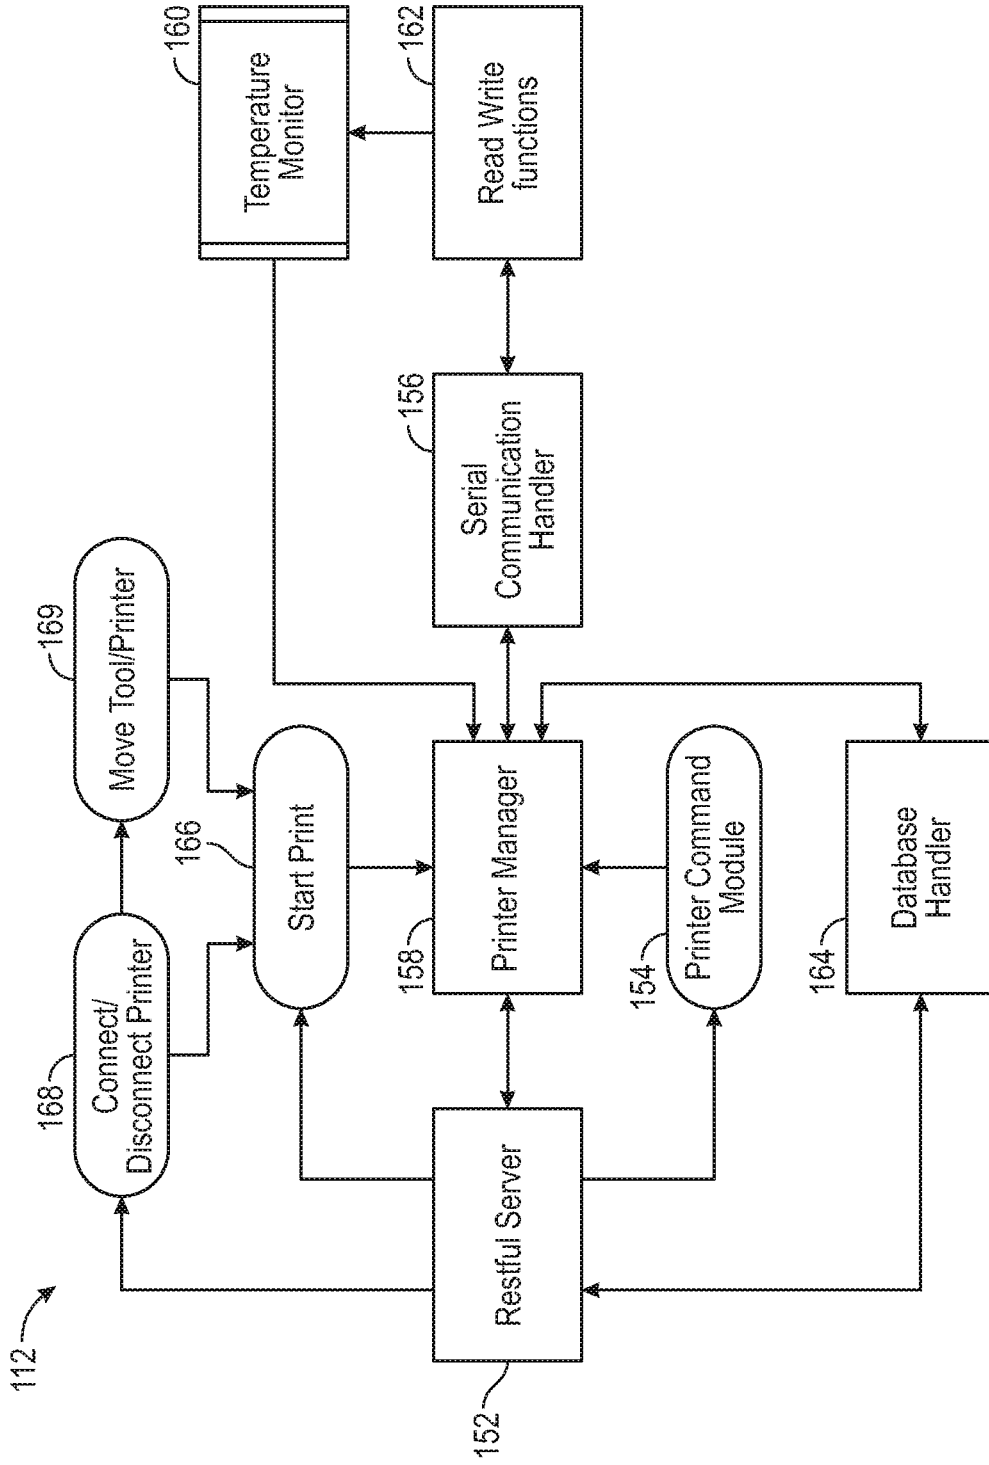 112
168
Connect/
Disconnect Printer
169
Move Tool/Printer
166
Start Print
160
Temperature
Monitor
152
Restful Server
158
Printer Manager
156
Serial
Communication
Handler
162
Read Write
functions
154
Printer Command
Module
164
Database
Handler